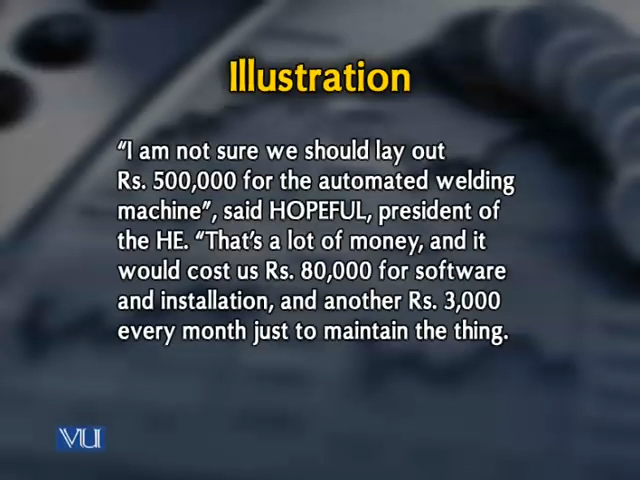 Illustration
“I am not sure we should lay out
Rs. 500,000 for the automated welding
machine”, said HOPEFUL, president of
the HE. “That’s a lot of money, and it
would cost us Rs. 80,000 for software
and installation, and another Rs. 3,000
every month just to maintain the thing.
VU